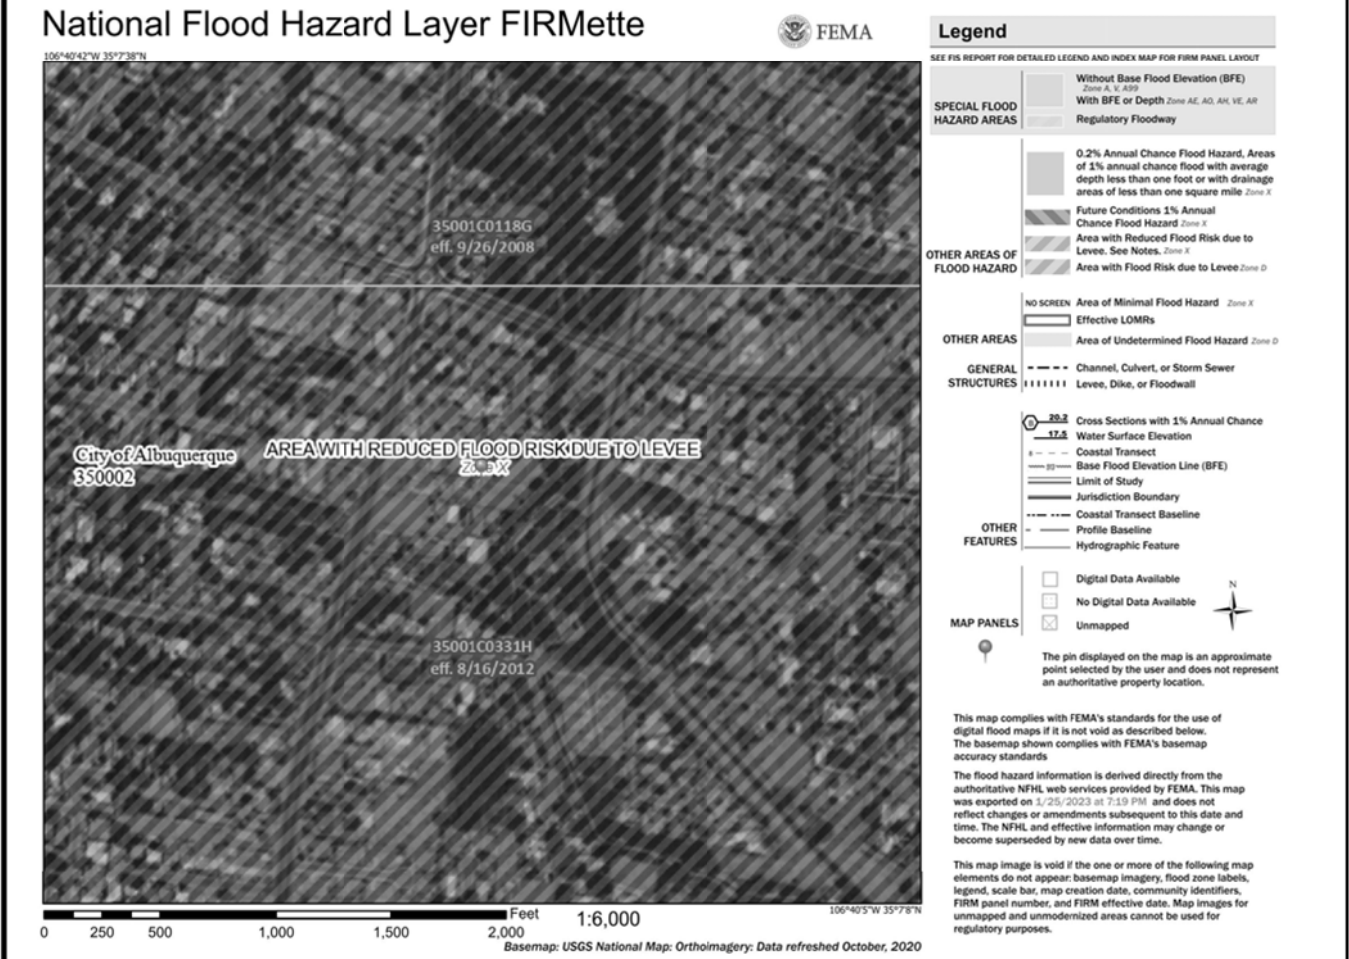 National Flood Hazard Layer FIRMette
FEMA
106°40'42"W 35°7'38"N
35001C0118G
eff. 9/26/2008
City of Albuquerque
350002
AREA WITH REDUCED FLOOD RISK DUE TO LEVEE
Zone X
35001C0331H
eff. 8/16/2012
0 250 500 1,000 1,500 2,000
Feet
1:6,000
106°40'5"W 35°7'8"N
Basemap: USGS National Map: Orthoimagery: Data refreshed October, 2020
Legend
SEE FIS REPORT FOR DETAILED LEGEND AND INDEX MAP FOR FIRM PANEL LAYOUT
SPECIAL FLOOD
HAZARD AREAS
Without Base Flood Elevation (BFE)
Zone A, V, A99
With BFE or Depth Zone AE, AO, AH, VE, AR
Regulatory Floodway
0.2% Annual Chance Flood Hazard, Areas
of 1% annual chance flood with average
depth less than one foot or with drainage
areas of less than one square mile Zone X
Future Conditions 1% Annual
Chance Flood Hazard Zone X
Area with Reduced Flood Risk due to
Levee. See Notes. Zone X
Area with Flood Risk due to Levee Zone D
OTHER AREAS OF
FLOOD HAZARD
NO SCREEN Area of Minimal Flood Hazard Zone X
Effective LOMRs
OTHER AREAS
Area of Undetermined Flood Hazard Zone D
GENERAL
STRUCTURES
Channel, Culvert, or Storm Sewer
Levee, Dike, or Floodwall
20.2 Cross Sections with 1% Annual Chance
17.5 Water Surface Elevation
Coastal Transect
Base Flood Elevation Line (BFE)
Limit of Study
Jurisdiction Boundary
Coastal Transect Baseline
OTHER
FEATURES
Profile Baseline
Hydrographic Feature
Digital Data Available
No Digital Data Available
Unmapped
MAP PANELS
N
The pin displayed on the map is an approximate
point selected by the user and does not represent
an authoritative property location.
This map complies with FEMA's standards for the use of
digital flood maps if it is not void as described below.
The basemap shown complies with FEMA's basemap
accuracy standards
The flood hazard information is derived directly from the
authoritative NFHL web services provided by FEMA. This map
was exported on 1/25/2023 at 7:19 PM and does not
reflect changes or amendments subsequent to this date and
time. The NFHL and effective information may change or
become superseded by new data over time.
This map image is void if the one or more of the following map
elements do not appear: basemap imagery, flood zone labels,
legend, scale bar, map creation date, community identifiers,
FIRM panel number, and FIRM effective date. Map images for
unmapped and unmodernized areas cannot be used for
regulatory purposes.